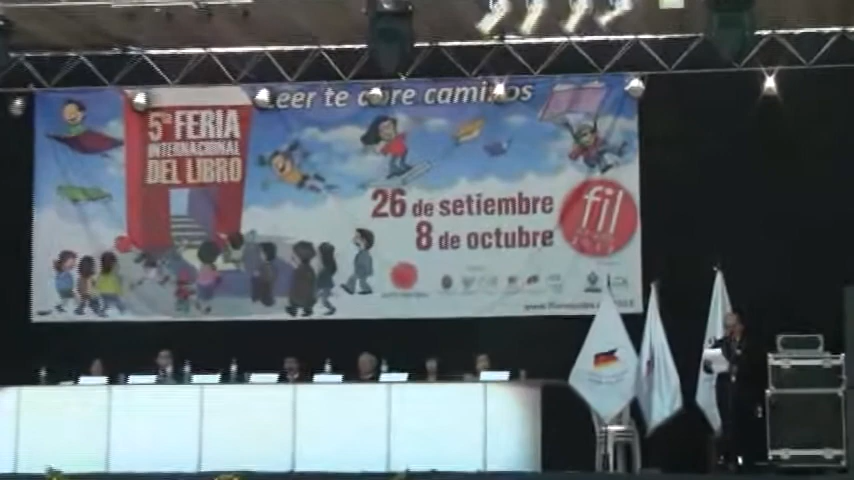 Leer te abre caminos
5ª FERIA
INTERNACIONAL
DEL LIBRO
26 de setiembre
8 de octubre
fil